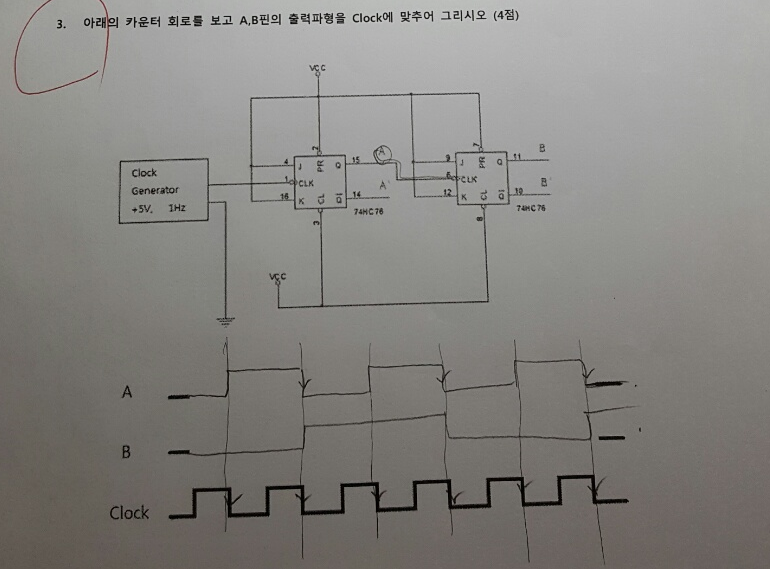 3. 아래의 카운터 회로를 보고 A,B핀의 출력파형을 Clock에 맞추어 그리시오 (4점)
VCC
Clock
Generator
+5V, 1Hz
4 J PR Q 15
2
1 CLK
16 K CL Q 14
3
74HC76
A
A'
9 J PR Q 11
7
6 CLK
12 K CL Q 10
8
74HC76
B
B'
VCC
A
B
Clock